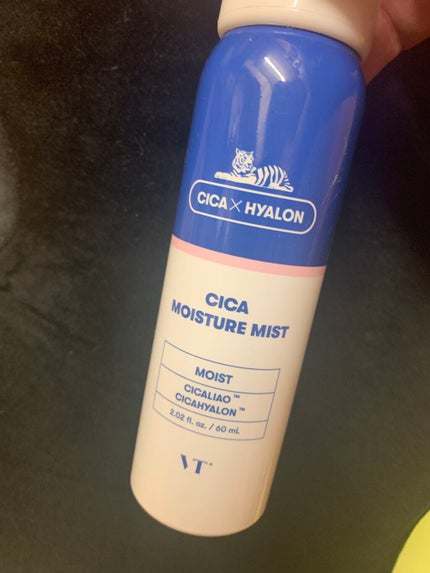 CICA X HYALON
CICA
MOISTURE MIST
MOIST
CICALIAO™
CICAHYALON™
2.02 fl. oz. / 60 mL
VT